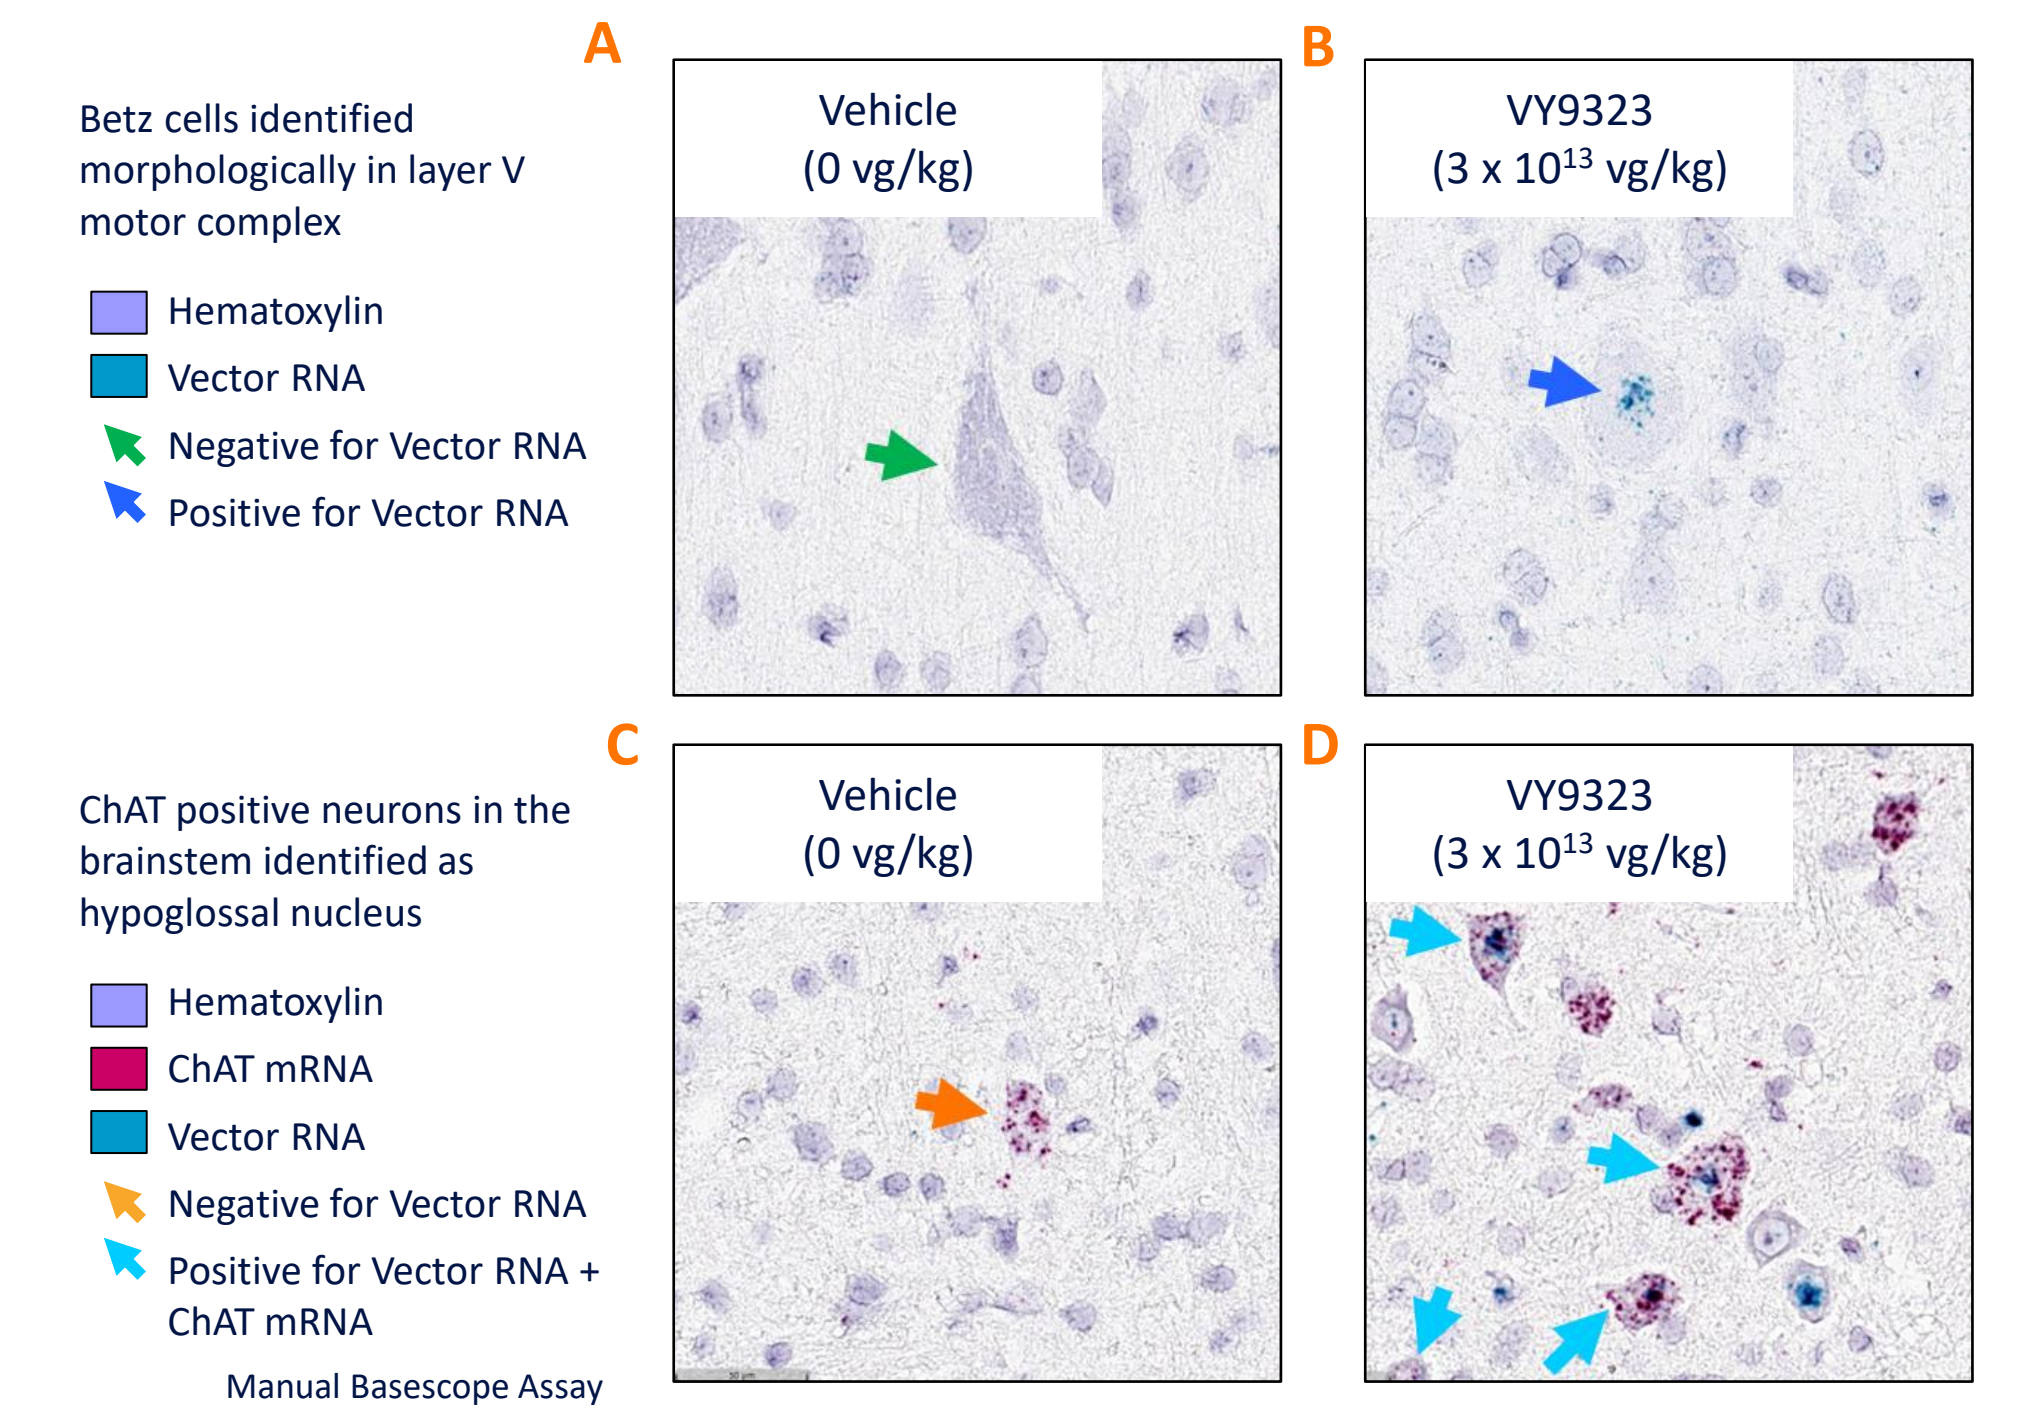 A
B
Betz cells identified
morphologically in layer V
motor complex
Hematoxylin
Vector RNA
Negative for Vector RNA
Positive for Vector RNA
Vehicle
(0 vg/kg)
VY9323
(3 x 10¹³ vg/kg)
C
D
ChAT positive neurons in the
brainstem identified as
hypoglossal nucleus
Hematoxylin
ChAT mRNA
Vector RNA
Negative for Vector RNA
Positive for Vector RNA +
ChAT mRNA
Manual Basescope Assay
Vehicle
(0 vg/kg)
50 µm
VY9323
(3 x 10¹³ vg/kg)